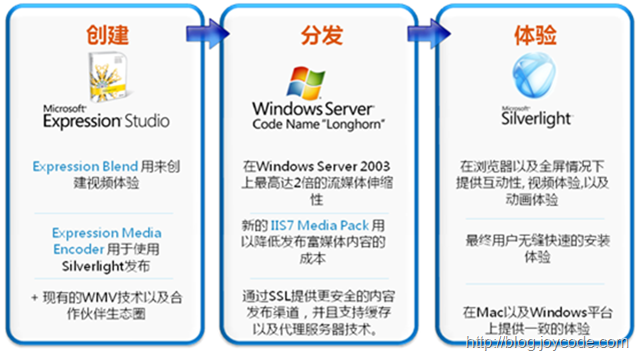 创建
Microsoft
Expression Studio
Expression Blend 用来创
建视频体验
Expression Media
Encoder 用于使用
Silverlight发布
+ 现有的WMV技术以及合
作伙伴生态圈
分发
Windows Server
Code Name "Longhorn"
在Windows Server 2003
上最高达2倍的流媒体伸缩
性
新的 IIS7 Media Pack 用
以降低发布富媒体内容的
成本
通过SSL提供更安全的内容
发布渠道，并且支持缓存
以及代理服务器技术。
体验
Microsoft
Silverlight
在浏览器以及全屏情况下
提供互动性, 视频体验,以及
动画体验
最终用户无缝快速的安装
体验
在Mac以及Windows平台
上提供一致的体验
http://blog.joycode.com